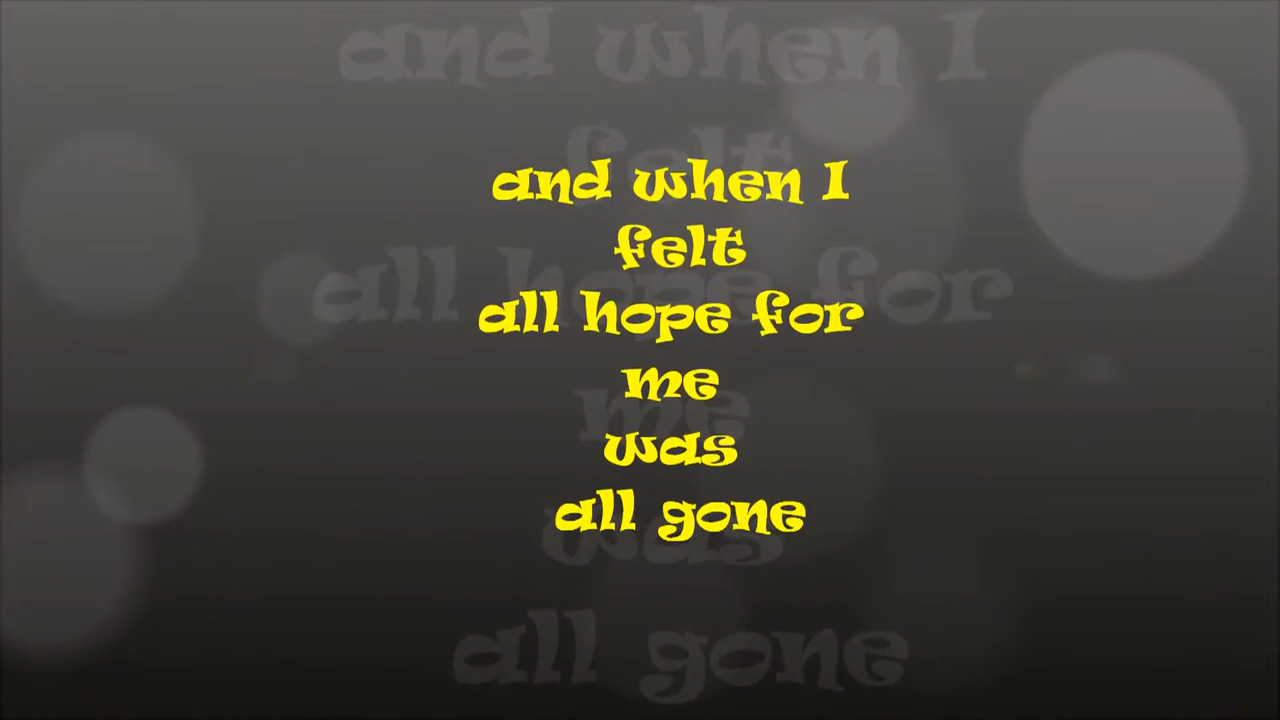 and when I
felt
all hope for
me
was
all gone